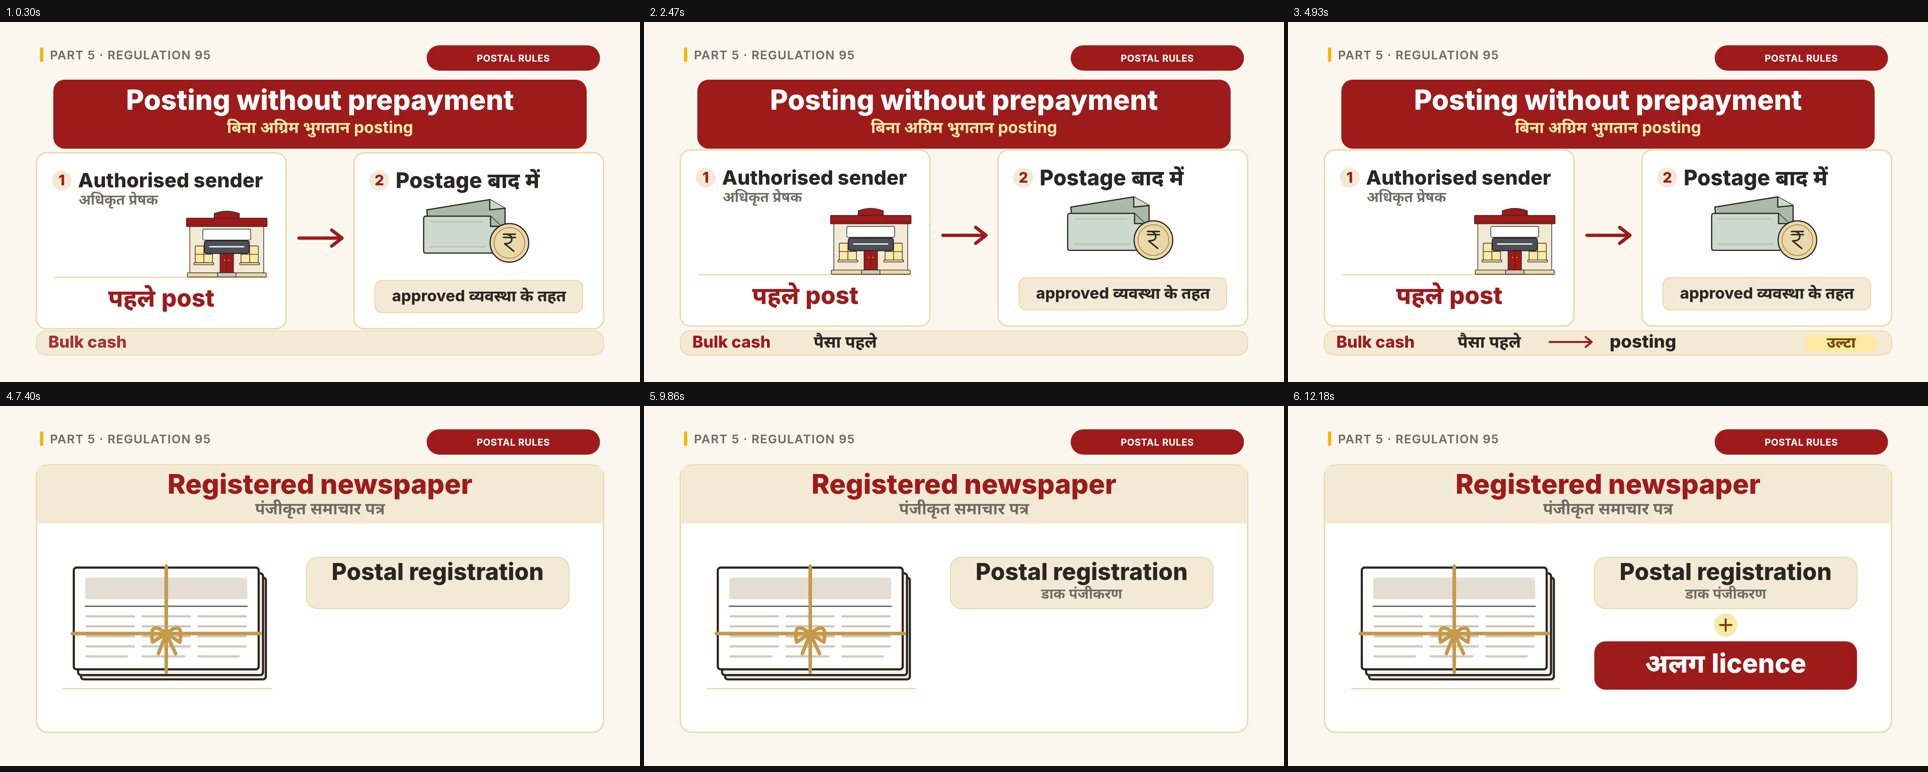 1. 0.30s
PART 5 · REGULATION 95
POSTAL RULES
Posting without prepayment
बिना अग्रिम भुगतान posting
1 Authorised sender
अधिकृत प्रेषक
पहले post
2 Postage बाद में
₹
approved व्यवस्था के तहत
Bulk cash
2. 2.47s
PART 5 · REGULATION 95
POSTAL RULES
Posting without prepayment
बिना अग्रिम भुगतान posting
1 Authorised sender
अधिकृत प्रेषक
पहले post
2 Postage बाद में
₹
approved व्यवस्था के तहत
Bulk cash पैसा पहले
3. 4.93s
PART 5 · REGULATION 95
POSTAL RULES
Posting without prepayment
बिना अग्रिम भुगतान posting
1 Authorised sender
अधिकृत प्रेषक
पहले post
2 Postage बाद में
₹
approved व्यवस्था के तहत
Bulk cash पैसा पहले → posting उल्टा
4. 7.40s
PART 5 · REGULATION 95
POSTAL RULES
Registered newspaper
पंजीकृत समाचार पत्र
Postal registration
5. 9.86s
PART 5 · REGULATION 95
POSTAL RULES
Registered newspaper
पंजीकृत समाचार पत्र
Postal registration
डाक पंजीकरण
6. 12.18s
PART 5 · REGULATION 95
POSTAL RULES
Registered newspaper
पंजीकृत समाचार पत्र
Postal registration
डाक पंजीकरण
+
अलग licence